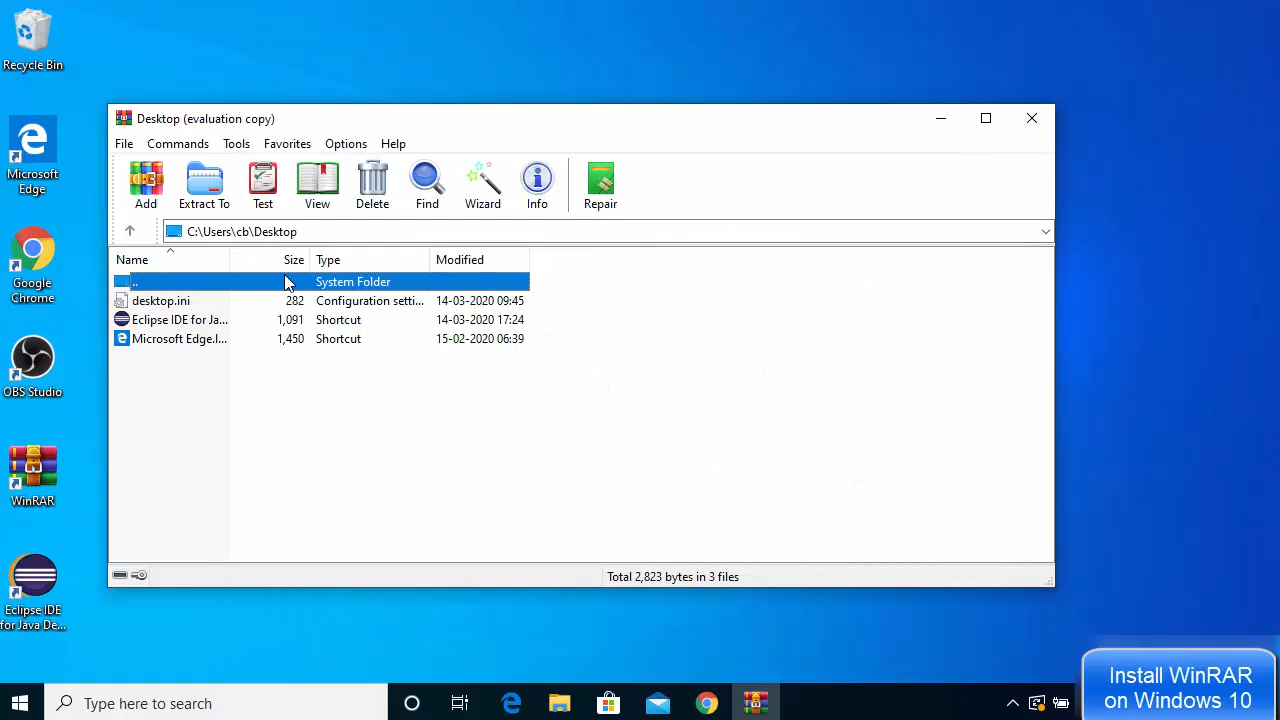 Recycle Bin
Microsoft
Edge
Google
Chrome
OBS Studio
WinRAR
Eclipse IDE
for Java De...
Desktop (evaluation copy)
File Commands Tools Favorites Options Help
Add Extract To Test View Delete Find Wizard Info Repair
C:\Users\cb\Desktop
Name Size Type Modified
.. System Folder
desktop.ini 282 Configuration setti... 14-03-2020 09:45
Eclipse IDE for Ja... 1,091 Shortcut 14-03-2020 17:24
Microsoft Edge.l... 1,450 Shortcut 15-02-2020 06:39
Total 2,823 bytes in 3 files
Type here to search
Install WinRAR
on Windows 10